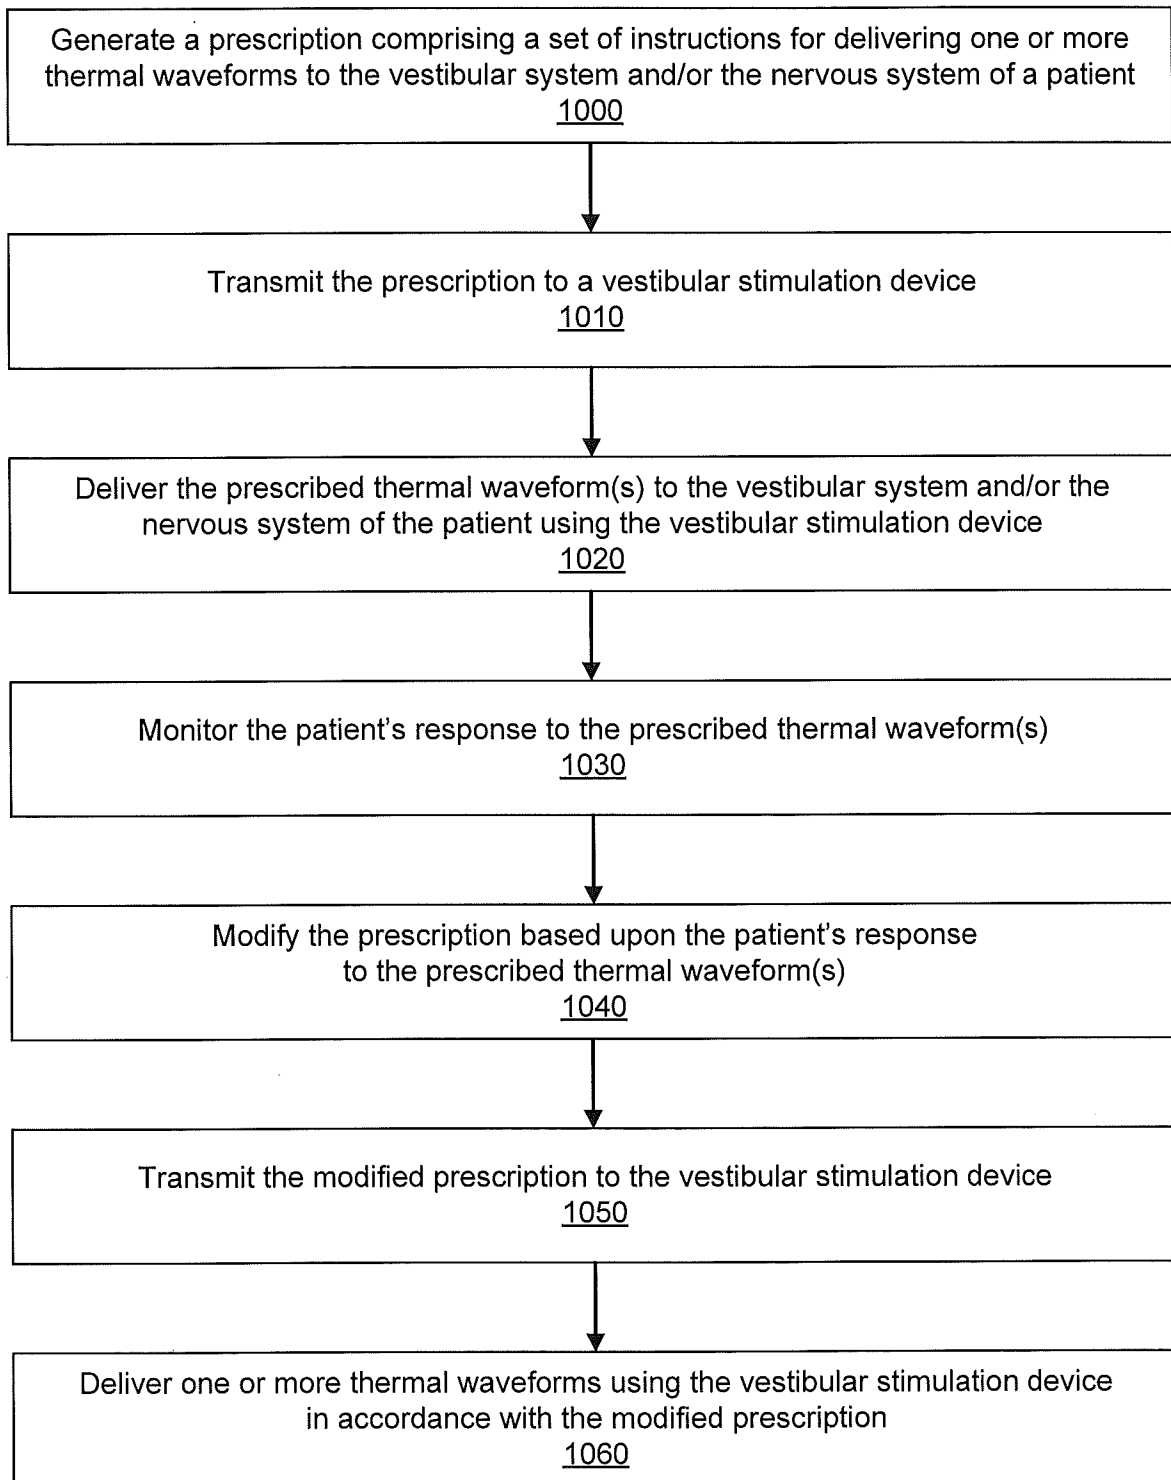 Generate a prescription comprising a set of instructions for delivering one or more
thermal waveforms to the vestibular system and/or the nervous system of a patient
1000
Transmit the prescription to a vestibular stimulation device
1010
Deliver the prescribed thermal waveform(s) to the vestibular system and/or the
nervous system of the patient using the vestibular stimulation device
1020
Monitor the patient's response to the prescribed thermal waveform(s)
1030
Modify the prescription based upon the patient's response
to the prescribed thermal waveform(s)
1040
Transmit the modified prescription to the vestibular stimulation device
1050
Deliver one or more thermal waveforms using the vestibular stimulation device
in accordance with the modified prescription
1060